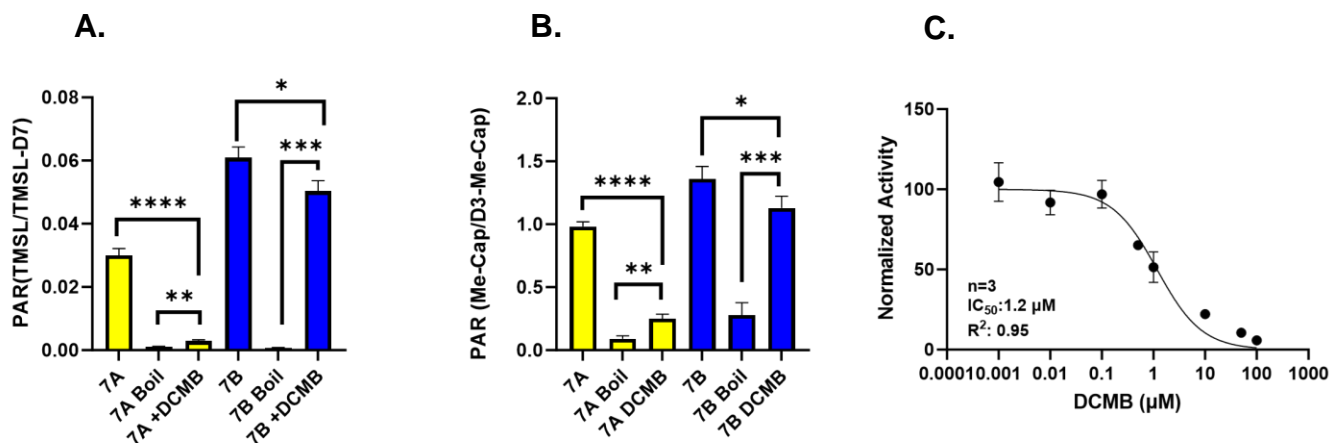 A.
PAR(TMSL/TMSL-D7)
0.08
0.06
0.04
0.02
0.00
****
**
*
***
7A
7A Boil
7A +DCMB
7B
7B Boil
7B +DCMB
B.
PAR (Me-Cap/D3-Me-Cap)
2.0
1.5
1.0
0.5
0.0
****
**
*
***
7A
7A Boil
7A DCMB
7B
7B Boil
7B DCMB
C.
Normalized Activity
150
100
50
0
n=3
IC50:1.2 μM
R²: 0.95
0.0001
0.001
0.01
0.1
1
10
100
1000
DCMB (μM)